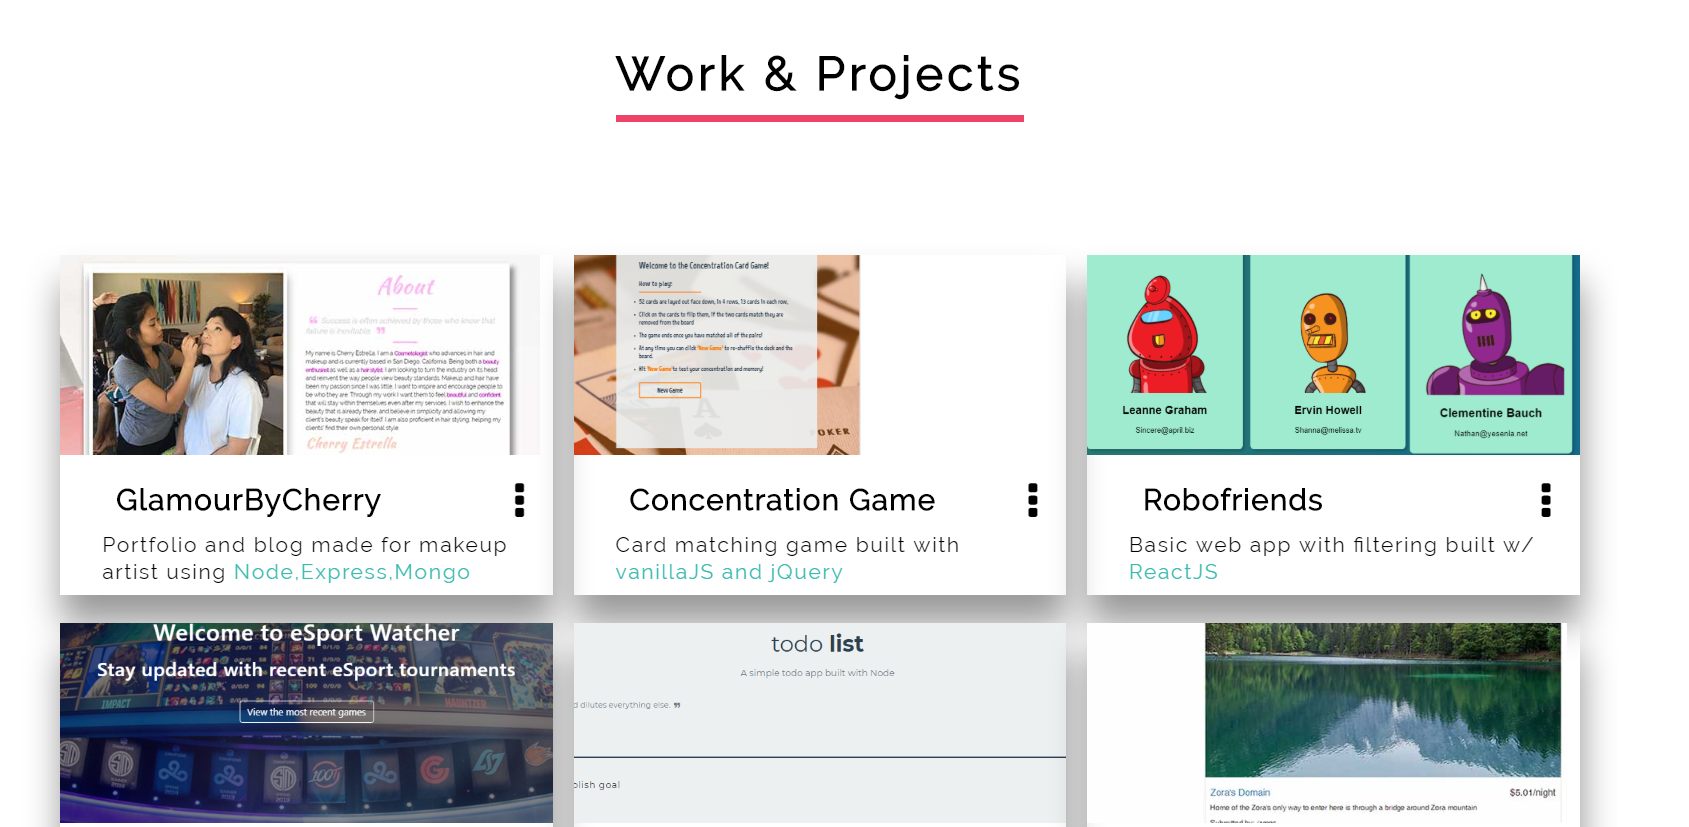 Work & Projects
About
❝ Success is often achieved by those who know that
failure is inevitable. ❞
My name is Cherry Estrella. I am a Cosmetologist who advances in hair and
makeup and is currently based in San Diego, California. Being both a beauty
enthusiast as well as a hair stylist. I am looking to turn the industry on its head
and reinvent the way people view beauty standards. Makeup and hair have
been my passion since I was little. I want to inspire and encourage people to
be who they are. Through my work I want them to feel beautiful and confident
that will stay within themselves even after my services. I wish to enhance the
beauty that is already there, and believe in simplicity and allowing my
client's beauty speak for itself. I am also proficient in hair styling, helping my
clients' find their own personal style.
Cherry Estrella
GlamourByCherry
Portfolio and blog made for makeup
artist using Node,Express,Mongo
Welcome to the Concentration Card Game!
How to play:
• 52 cards are layed out face down, in 4 rows, 13 cards in each row.
• Click on the cards to flip them, if the two cards match they are
removed from the board
• The game ends once you have matched all of the pairs!
• At any time you can click 'New Game' to re-shuffle the deck and the
board.
• Hit 'New Game' to test your concentration and memory!
New Game
A
POKER
Concentration Game
Card matching game built with
vanillaJS and jQuery
Leanne Graham
Sincere@april.biz
Ervin Howell
Shanna@melissa.tv
Clementine Bauch
Nathan@yesenia.net
Robofriends
Basic web app with filtering built w/
ReactJS
Welcome to eSport Watcher
Stay updated with recent eSport tournaments
View the most recent games
IMPACT
HAUNTZER
todo list
A simple todo app built with Node
d dilutes everything else. ❞
olish goal
Zora's Domain
$5.01/night
Home of the Zora's only way to enter here is through a bridge around Zora mountain